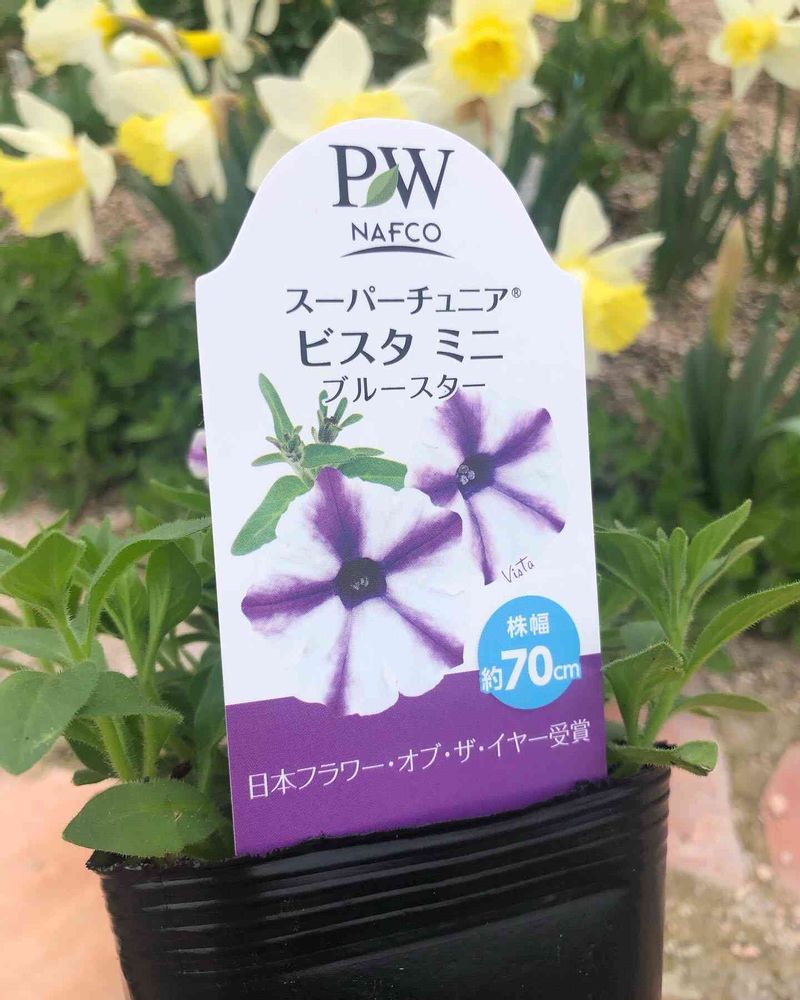 PW
NAFCO
スーパーチュニア®
ビスタ ミニ
ブルースター
Vista
株幅
約70cm
日本フラワー・オブ・ザ・イヤー受賞